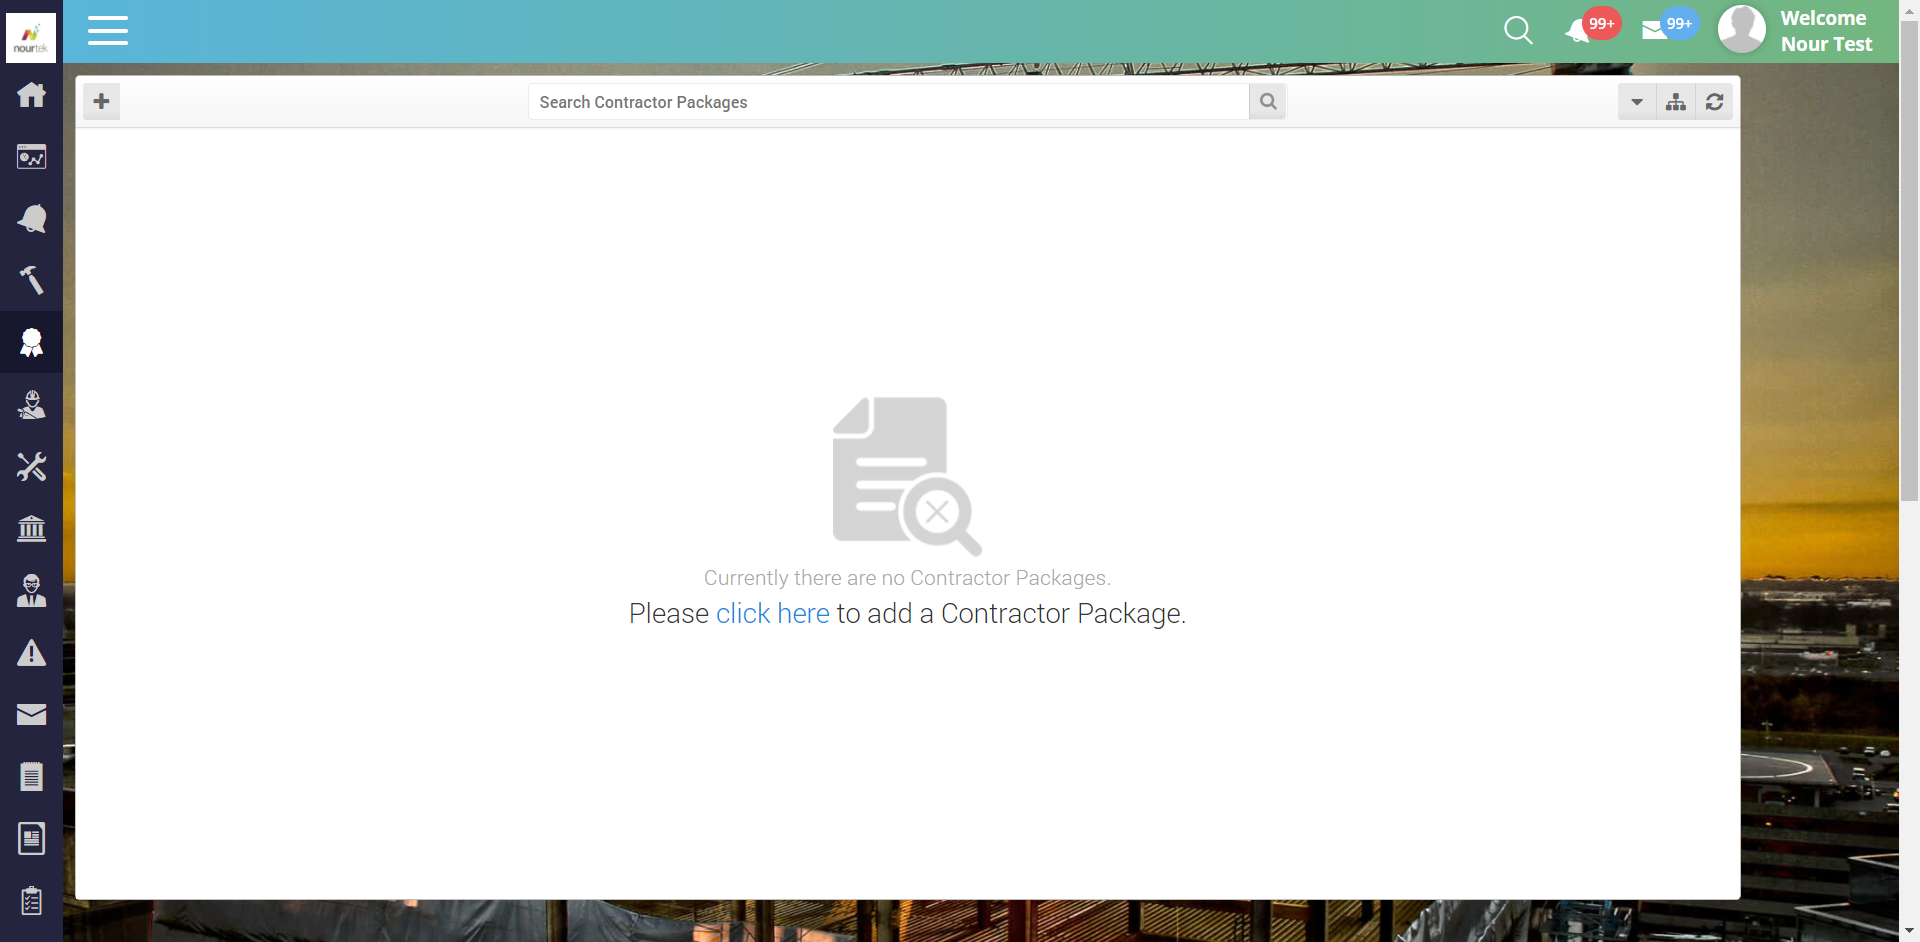 nourtek
99+
99+
Welcome
Nour Test
Search Contractor Packages
Currently there are no Contractor Packages.
Please click here to add a Contractor Package.